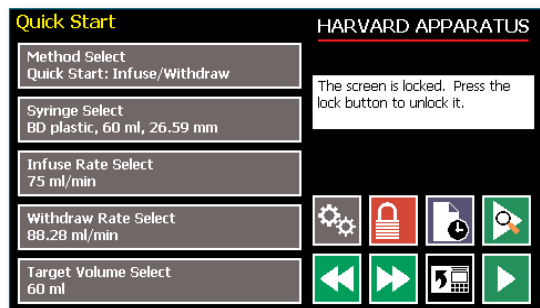 Quick Start
HARVARD APPARATUS
Method Select
Quick Start: Infuse/Withdraw
The screen is locked. Press the
lock button to unlock it.
Syringe Select
BD plastic, 60 ml, 26.59 mm
Infuse Rate Select
75 ml/min
Withdraw Rate Select
88.28 ml/min
Target Volume Select
60 ml